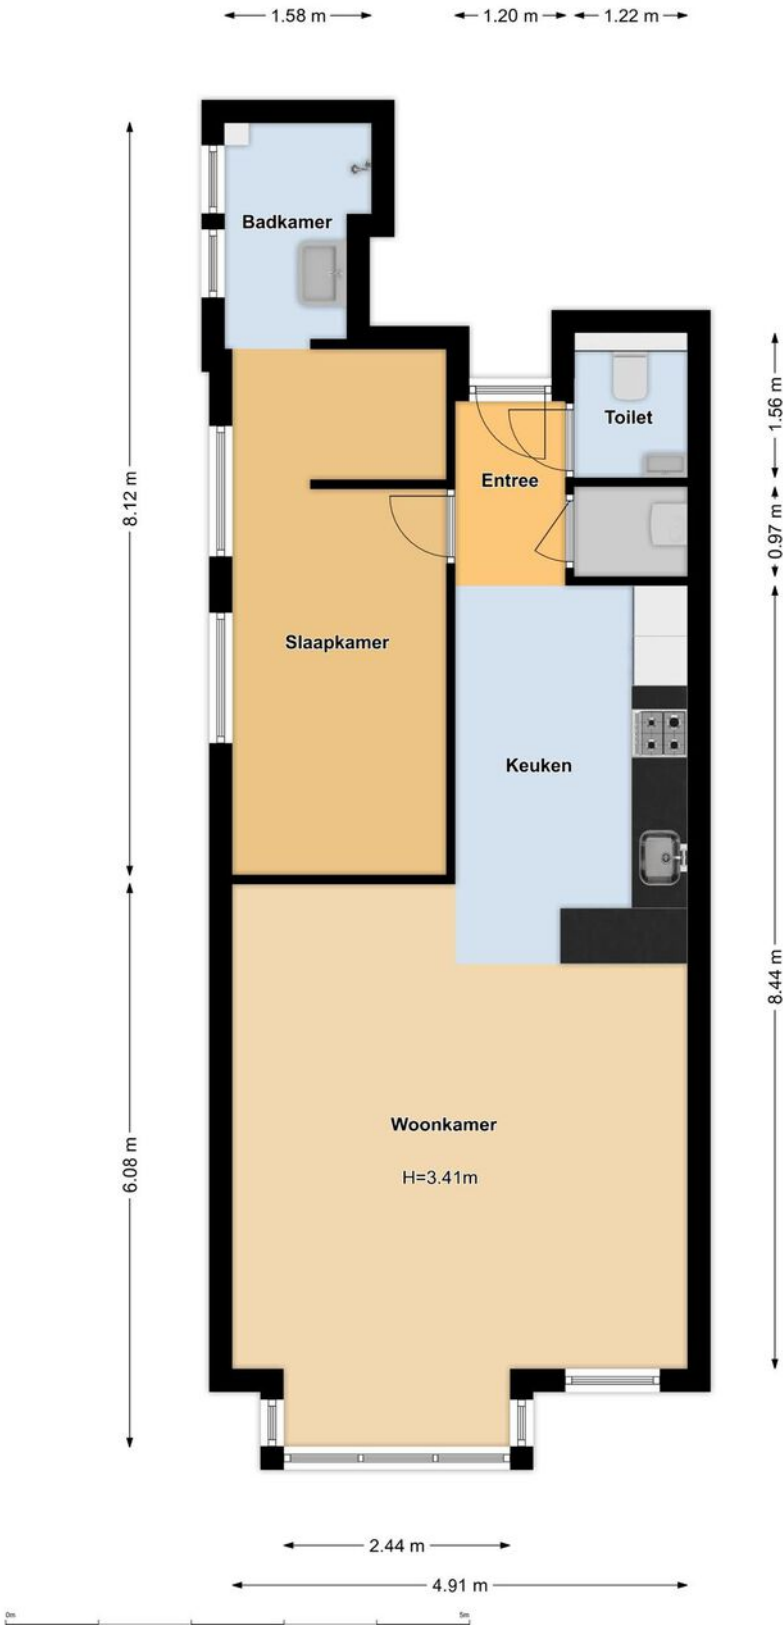 1.58 m
1.20 m
1.22 m
Badkamer
1.56 m
Toilet
Entree
8.12 m
0.97 m
Slaapkamer
Keuken
8.44 m
Woonkamer
6.08 m
H=3.41m
2.44 m
4.91 m
0m
5m